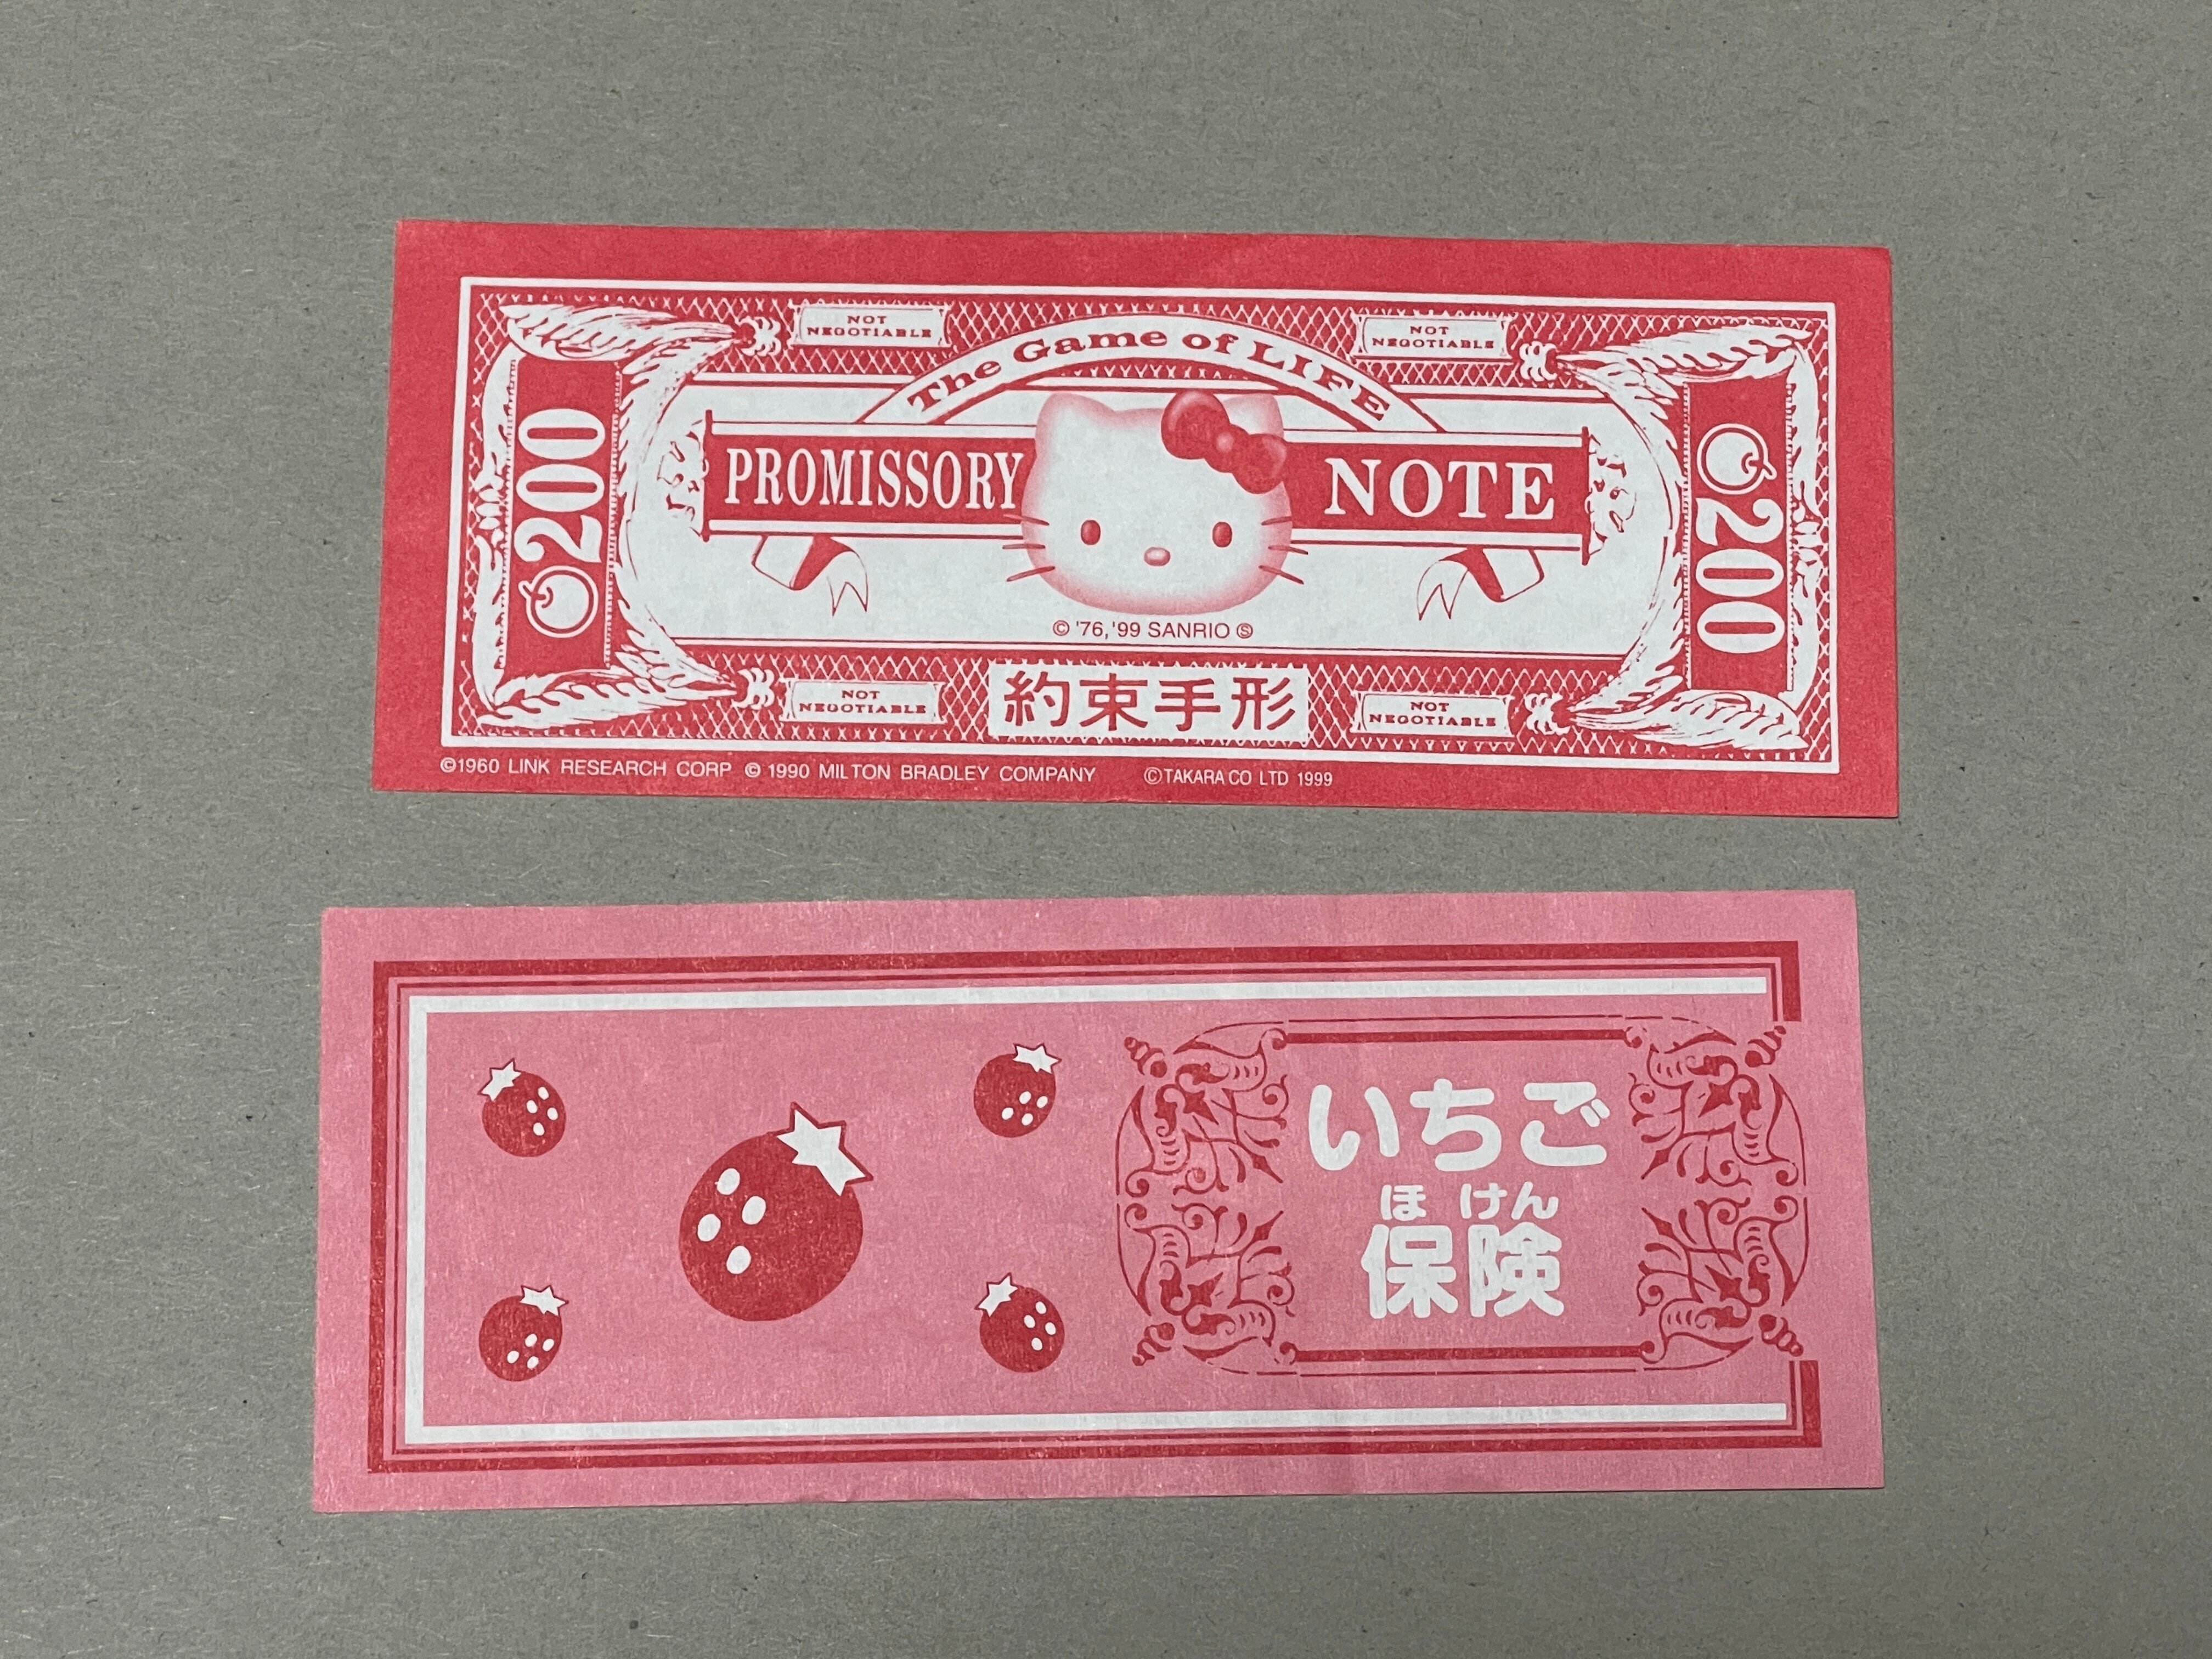 NOT
NEGOTIABLE
NOT
NEGOTIABLE
The Game of LIFE
200
PROMISSORY NOTE
200
© '76,'99 SANRIO Ⓢ
NOT
NEGOTIABLE
約束手形
NOT
NEGOTIABLE
©1960 LINK RESEARCH CORP © 1990 MILTON BRADLEY COMPANY ©TAKARA CO LTD 1999
いちご
ほけん
保険